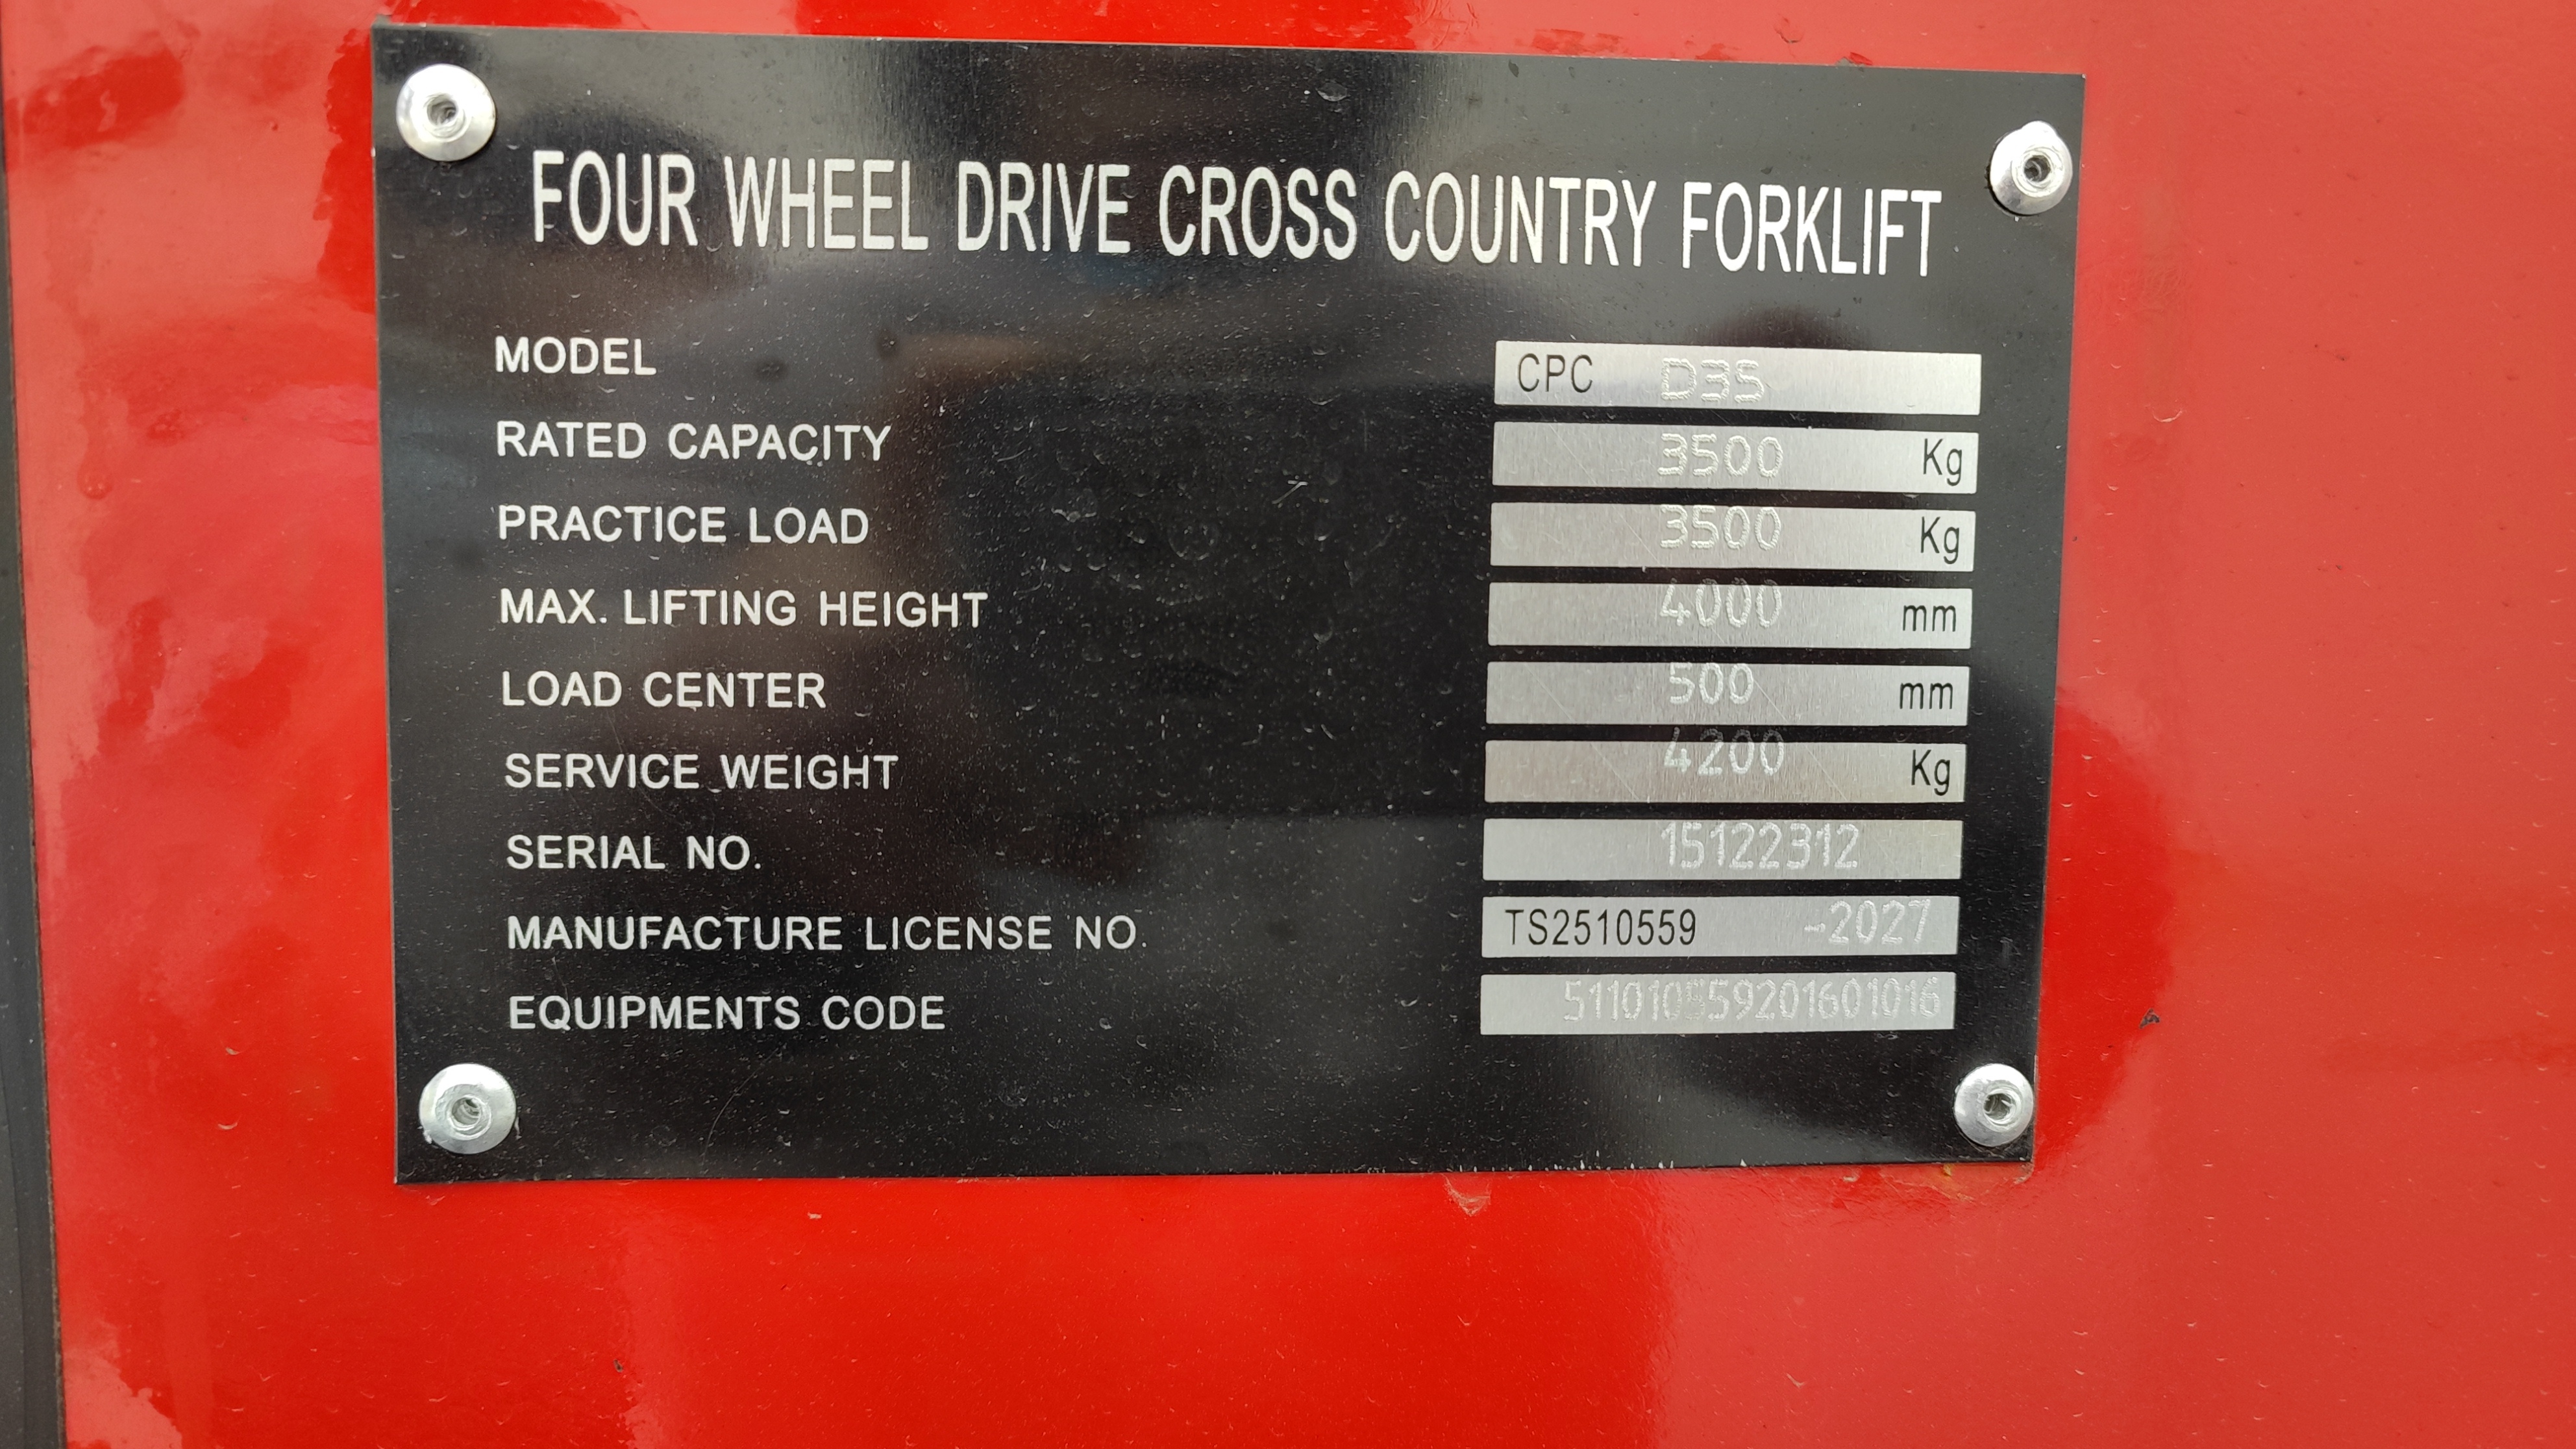 FOUR WHEEL DRIVE CROSS COUNTRY FORKLIFT
MODEL CPC D35
RATED CAPACITY 3500 Kg
PRACTICE LOAD 3500 Kg
MAX. LIFTING HEIGHT 4000 mm
LOAD CENTER 500 mm
SERVICE WEIGHT 4200 Kg
SERIAL NO. 15122312
MANUFACTURE LICENSE NO. TS2510559 -2027
EQUIPMENTS CODE 511010559201601016